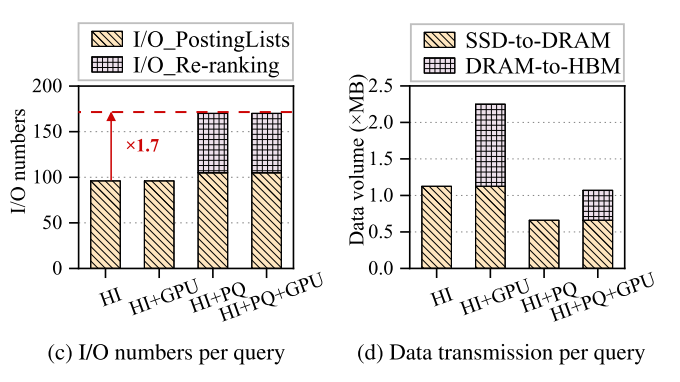 I/O_PostingLists
I/O_Re-ranking
I/O numbers
200
150
100
50
0
×1.7
HI
HI+GPU
HI+PQ
HI+PQ+GPU
(c) I/O numbers per query
SSD-to-DRAM
DRAM-to-HBM
Data volume (×MB)
2.5
2.0
1.5
1.0
0.5
0.0
HI
HI+GPU
HI+PQ
HI+PQ+GPU
(d) Data transmission per query